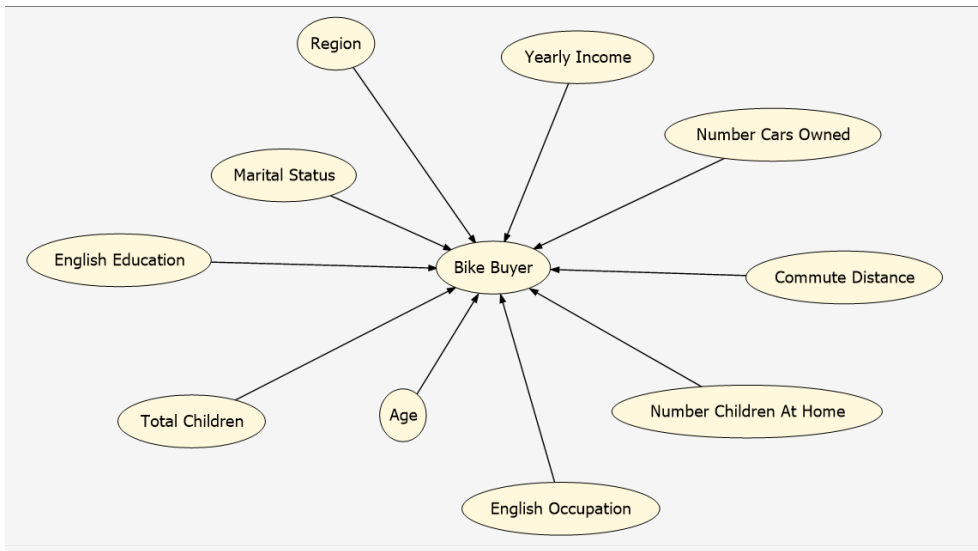 Region
Yearly Income
Number Cars Owned
Marital Status
English Education
Bike Buyer
Commute Distance
Total Children
Age
Number Children At Home
English Occupation